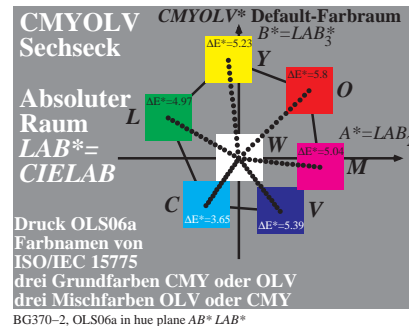 CMYOLV
Sechseck
CMYOLV* Default-Farbraum
B*=LAB*3
ΔE*=5.23
Y
ΔE*=5.8
O
Absoluter
Raum
LAB*=
CIELAB
ΔE*=4.97
L
W
A*=LAB
ΔE*=5.04
M
C
ΔE*=3.65
V
ΔE*=5.39
Druck OLS06a
Farbnamen von
ISO/IEC 15775
drei Grundfarben CMY oder OLV
drei Mischfarben OLV oder CMY
BG370–2, OLS06a in hue plane AB* LAB*